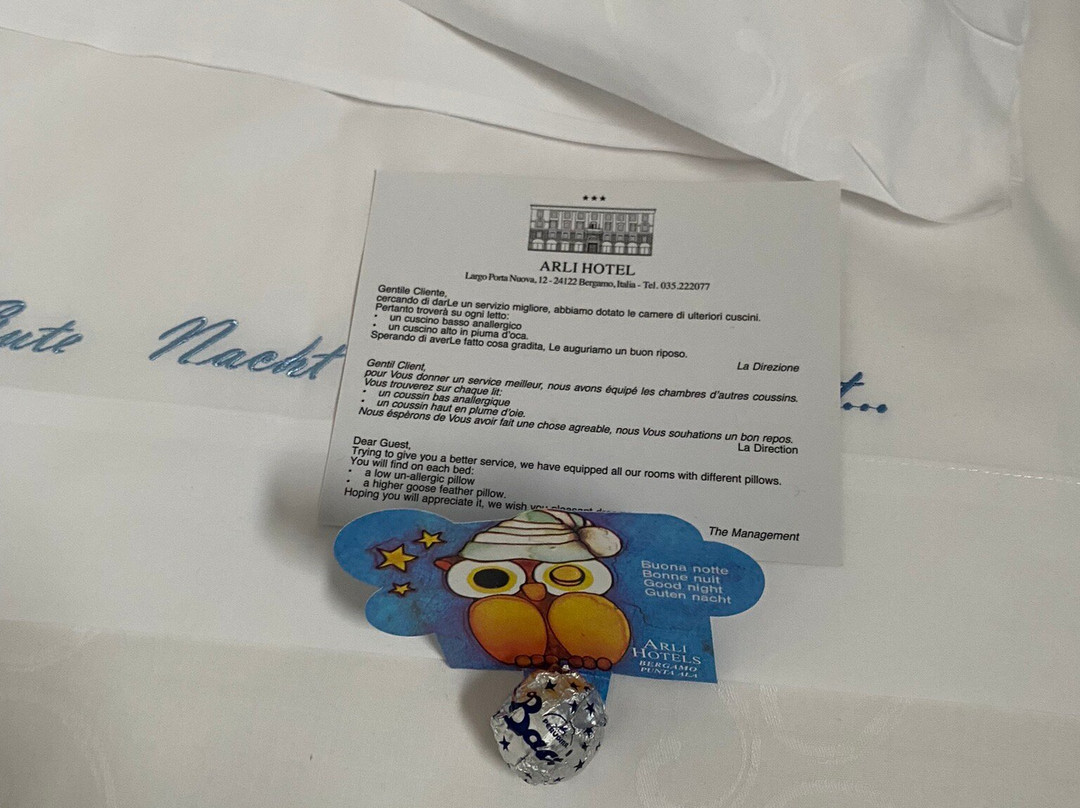 Nacht
★★★
ARLI HOTEL
Largo Porta Nuova, 12 - 24122 Bergamo, Italia - Tel. 035.222077
Gentile Cliente,
cercando di darLe un servizio migliore, abbiamo dotato le camere di ulteriori cuscini.
Pertanto troverà su ogni letto:
• un cuscino basso anallergico
• un cuscino alto in piuma d'oca.
Sperando di averLe fatto cosa gradita, Le auguriamo un buon riposo.
La Direzione
Gentil Client,
pour Vous donner un service meilleur, nous avons équipé les chambres d'autres coussins.
Vous trouverez sur chaque lit:
• un coussin bas anallergique
• un coussin haut en plume d'oie.
Nous éspèrons de Vous avoir fait une chose agreable, nous Vous souhations un bon repos.
La Direction
Dear Guest,
Trying to give you a better service, we have equipped all our rooms with different pillows.
You will find on each bed:
• a low un-allergic pillow
• a higher goose feather pillow.
Hoping you will appreciate it, we wish you pleasant
The Management
Buona notte
Bonne nuit
Good night
Guten nacht
ARLI
HOTELS
BERGAMO
PUNTA ALA
Baci